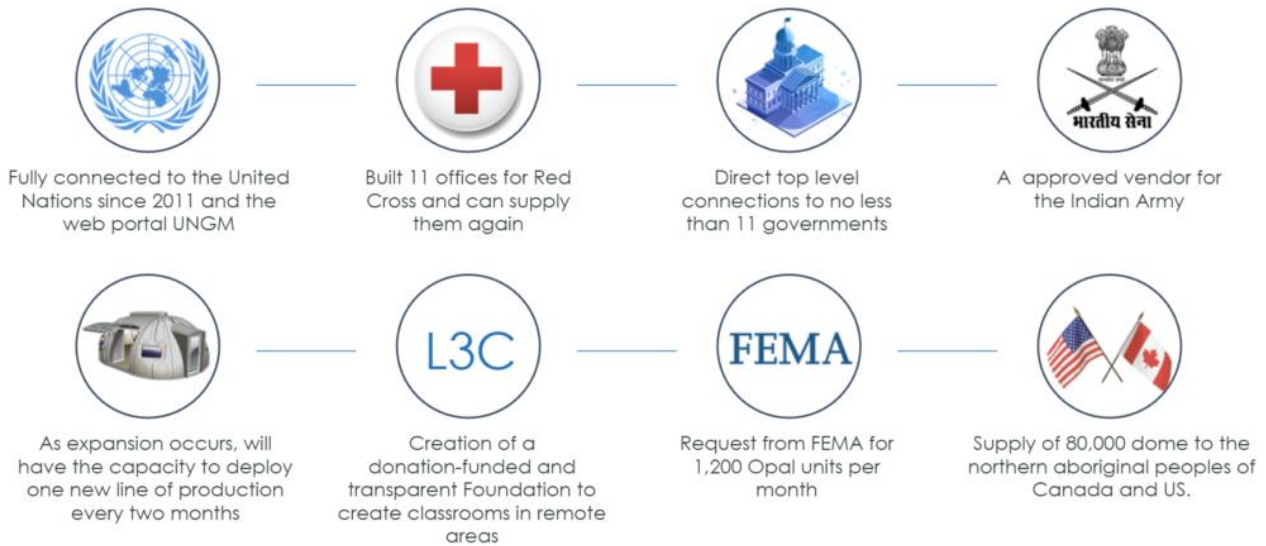 भारतीय सेना
Fully connected to the United
Nations since 2011 and the
web portal UNGM
Built 11 offices for Red
Cross and can supply
them again
Direct top level
connections to no less
than 11 governments
A approved vendor for
the Indian Army
L3C
FEMA
As expansion occurs, will
have the capacity to deploy
one new line of production
every two months
Creation of a
donation-funded and
transparent Foundation to
create classrooms in remote
areas
Request from FEMA for
1,200 Opal units per
month
Supply of 80,000 dome to the
northern aboriginal peoples of
Canada and US.